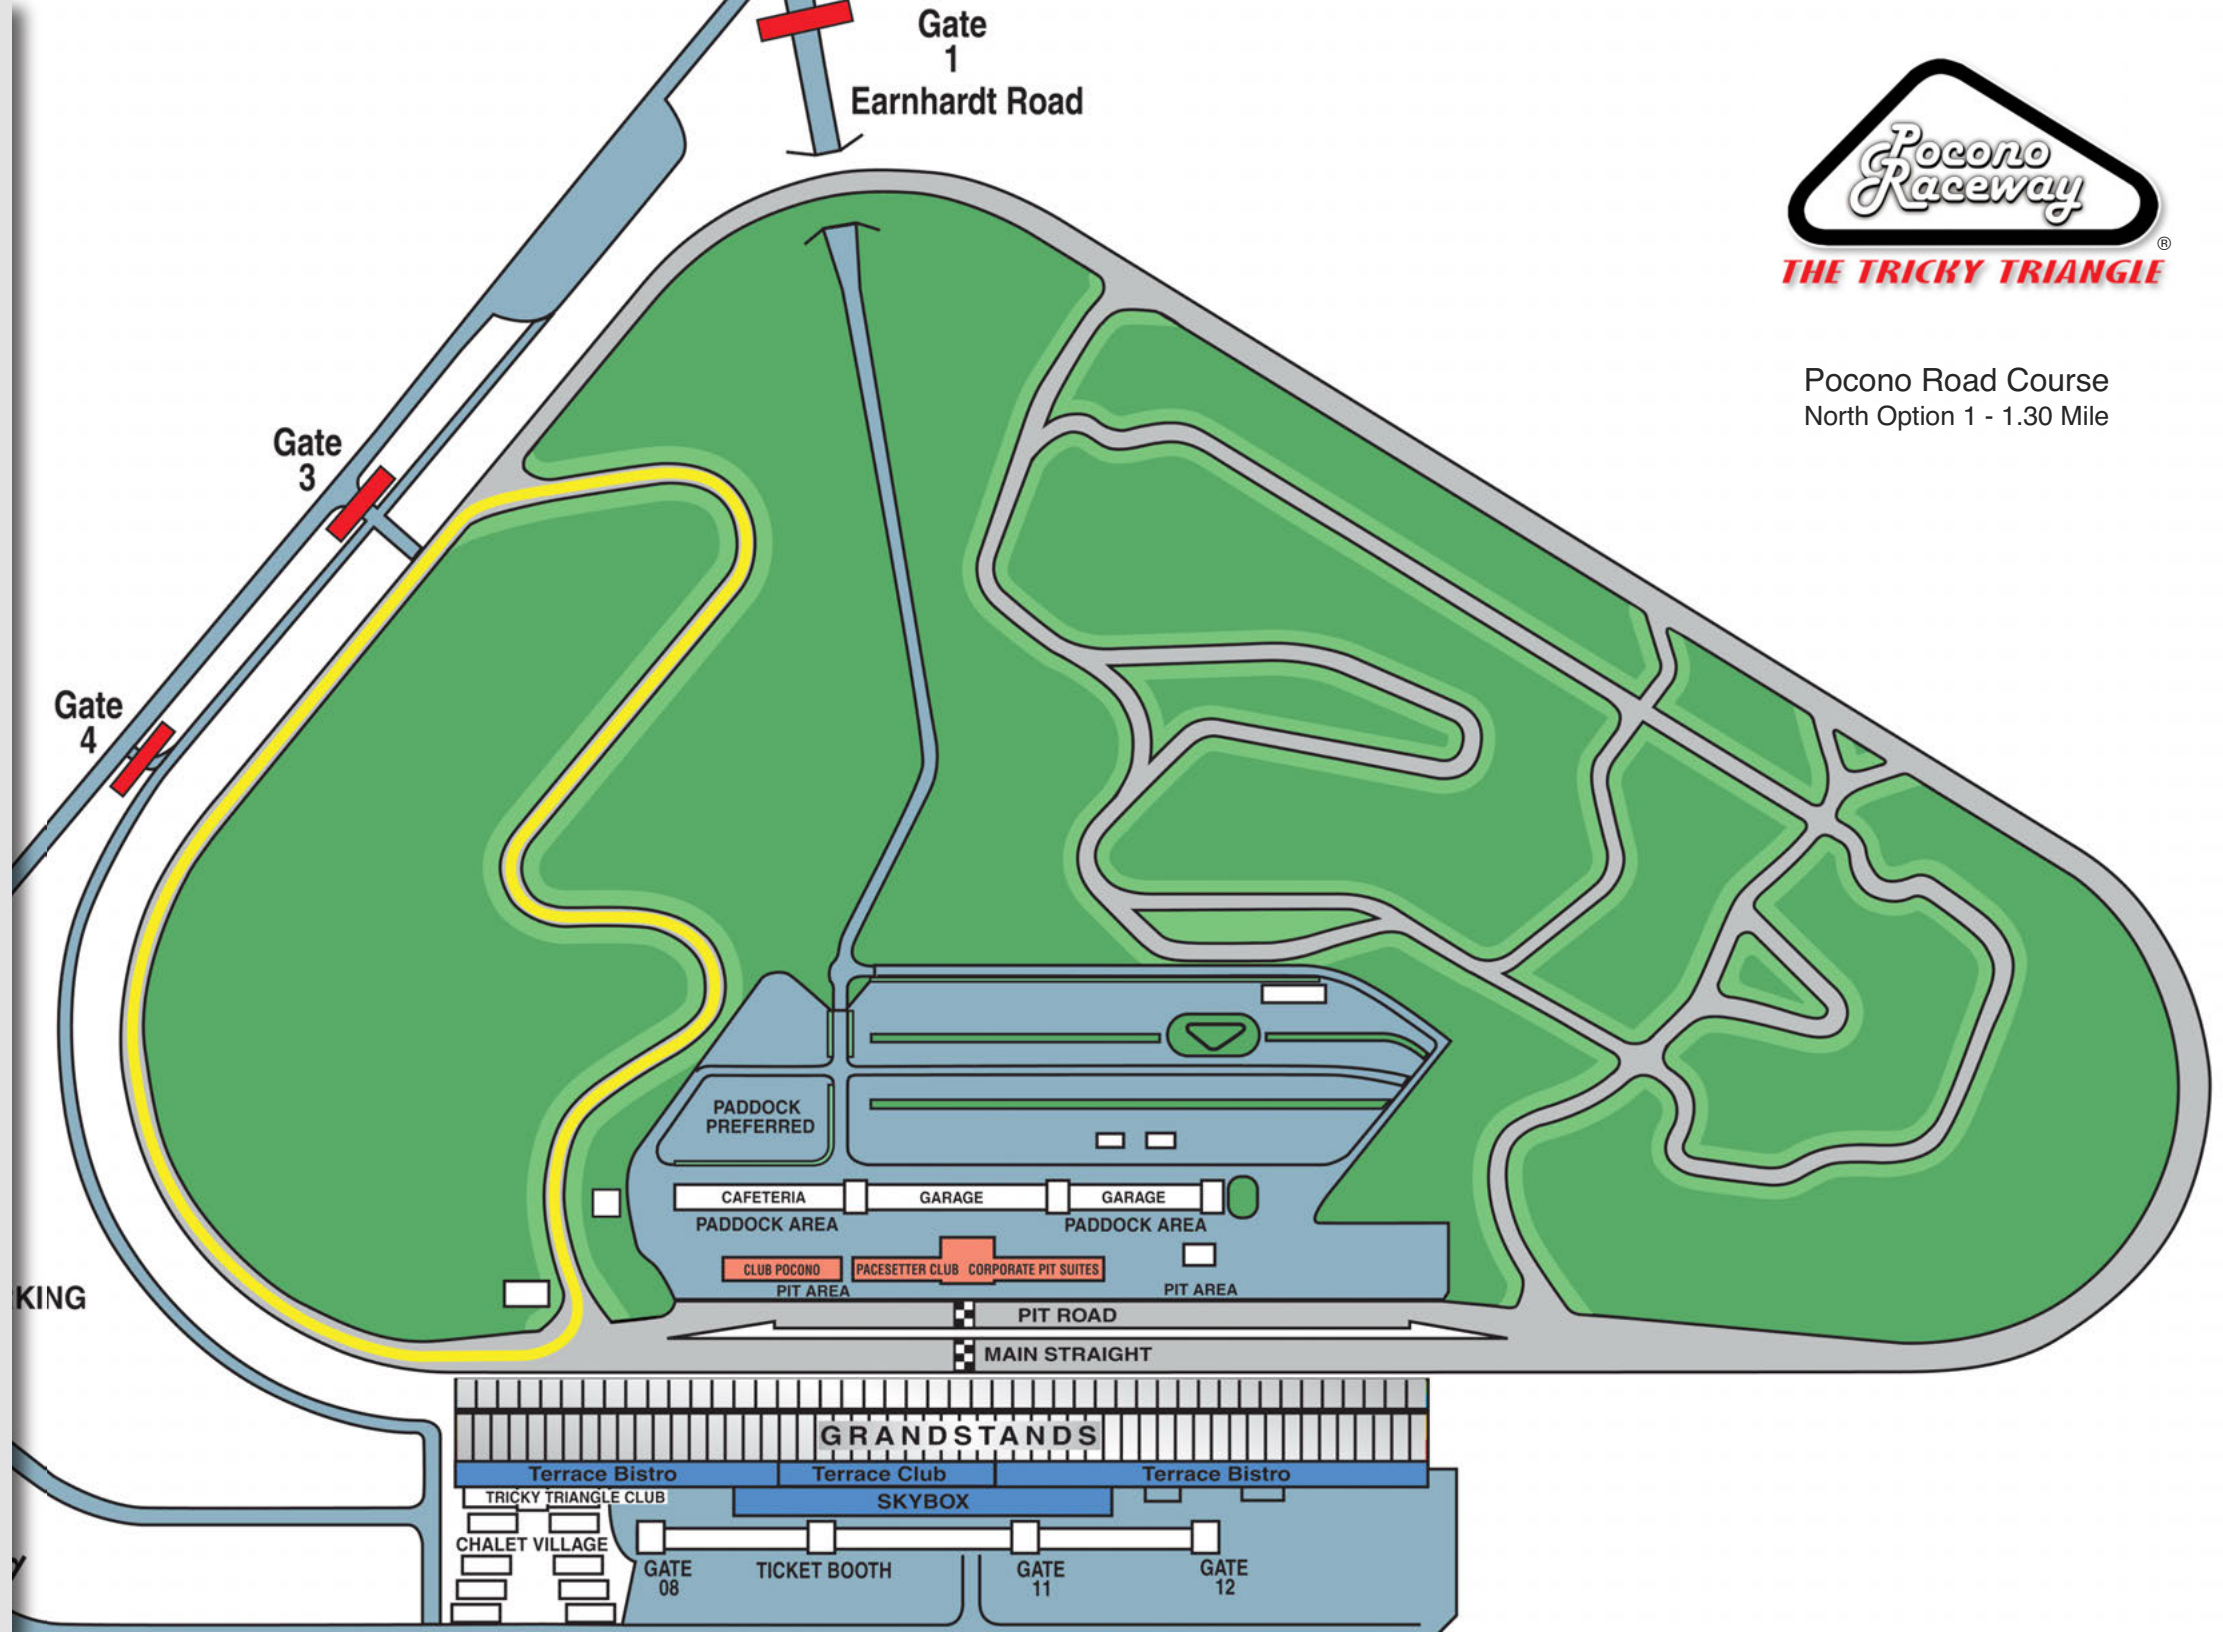 Gate
1
Earnhardt Road
Pocono
Raceway
®
THE TRICKY TRIANGLE
Pocono Road Course
North Option 1 - 1.30 Mile
Gate
3
Gate
4
PADDOCK
PREFERRED
CAFETERIA
GARAGE
GARAGE
PADDOCK AREA
PADDOCK AREA
CLUB POCONO
PACESETTER CLUB
CORPORATE PIT SUITES
PIT AREA
PIT AREA
KING
PIT ROAD
MAIN STRAIGHT
GRANDSTANDS
Terrace Bistro
Terrace Club
Terrace Bistro
TRICKY TRIANGLE CLUB
SKYBOX
CHALET VILLAGE
GATE
08
TICKET BOOTH
GATE
11
GATE
12